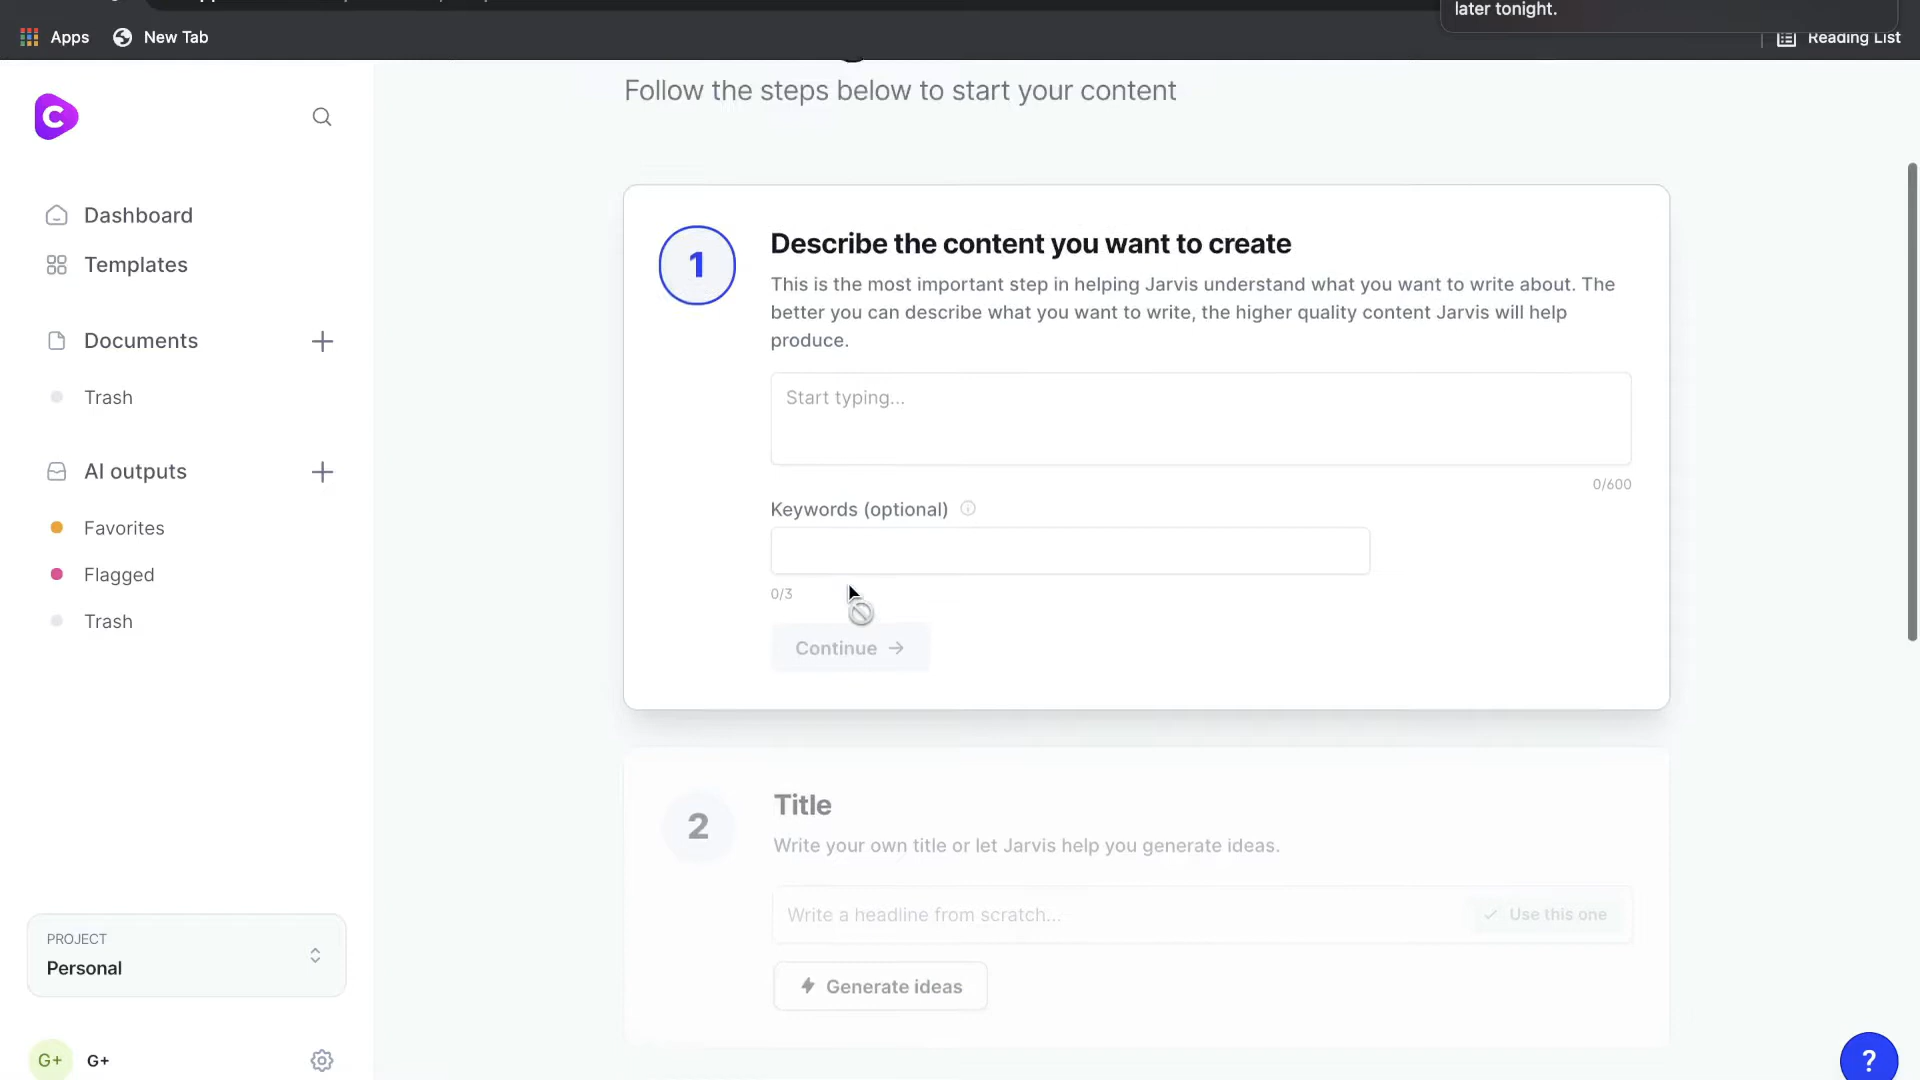 later tonight.
Apps
New Tab
Reading List
Follow the steps below to start your content
C
Dashboard
Templates
Documents
Trash
AI outputs
Favorites
Flagged
Trash
PROJECT
Personal
G+
G+
1
Describe the content you want to create
This is the most important step in helping Jarvis understand what you want to write about. The
better you can describe what you want to write, the higher quality content Jarvis will help
produce.
Start typing...
0/600
Keywords (optional)
0/3
Continue →
2
Title
Write your own title or let Jarvis help you generate ideas.
Write a headline from scratch...
Use this one
Generate ideas
?